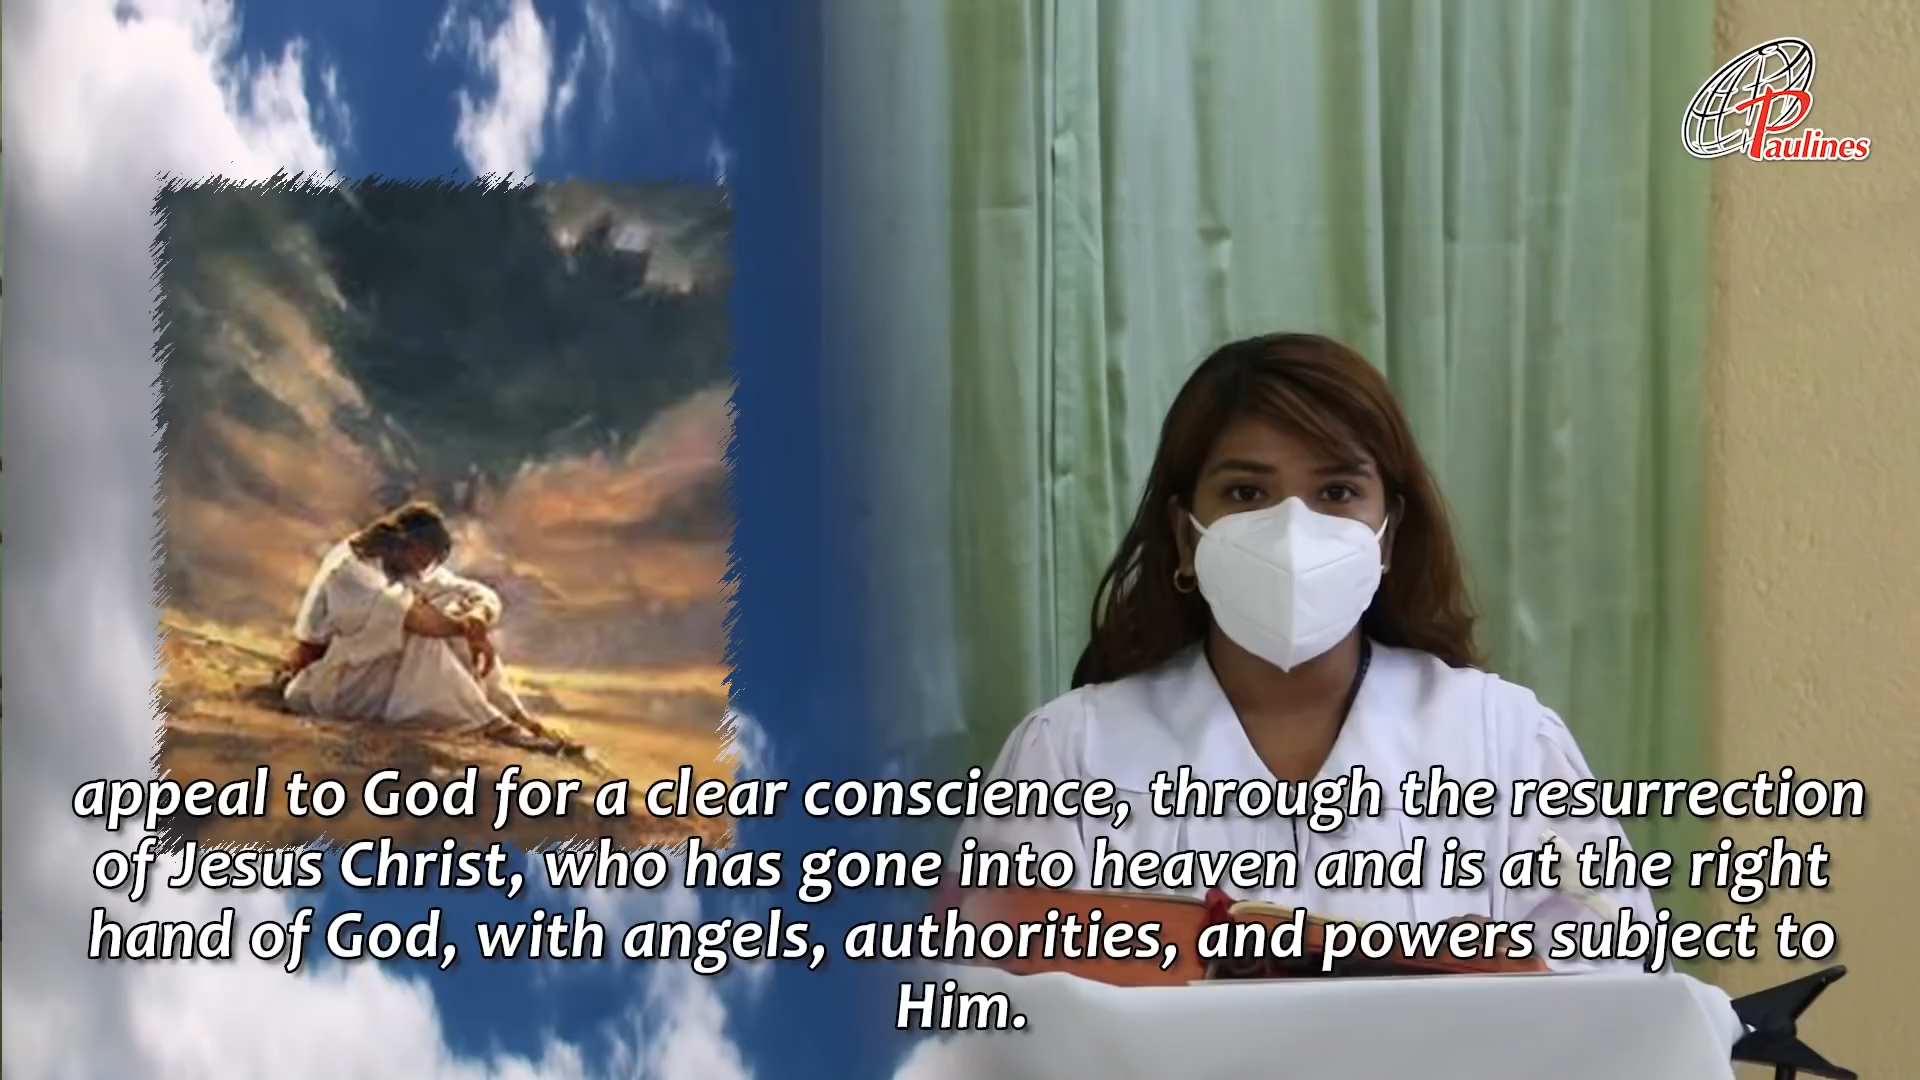 Paulines
appeal to God for a clear conscience, through the resurrection
of Jesus Christ, who has gone into heaven and is at the right
hand of God, with angels, authorities, and powers subject to
Him.